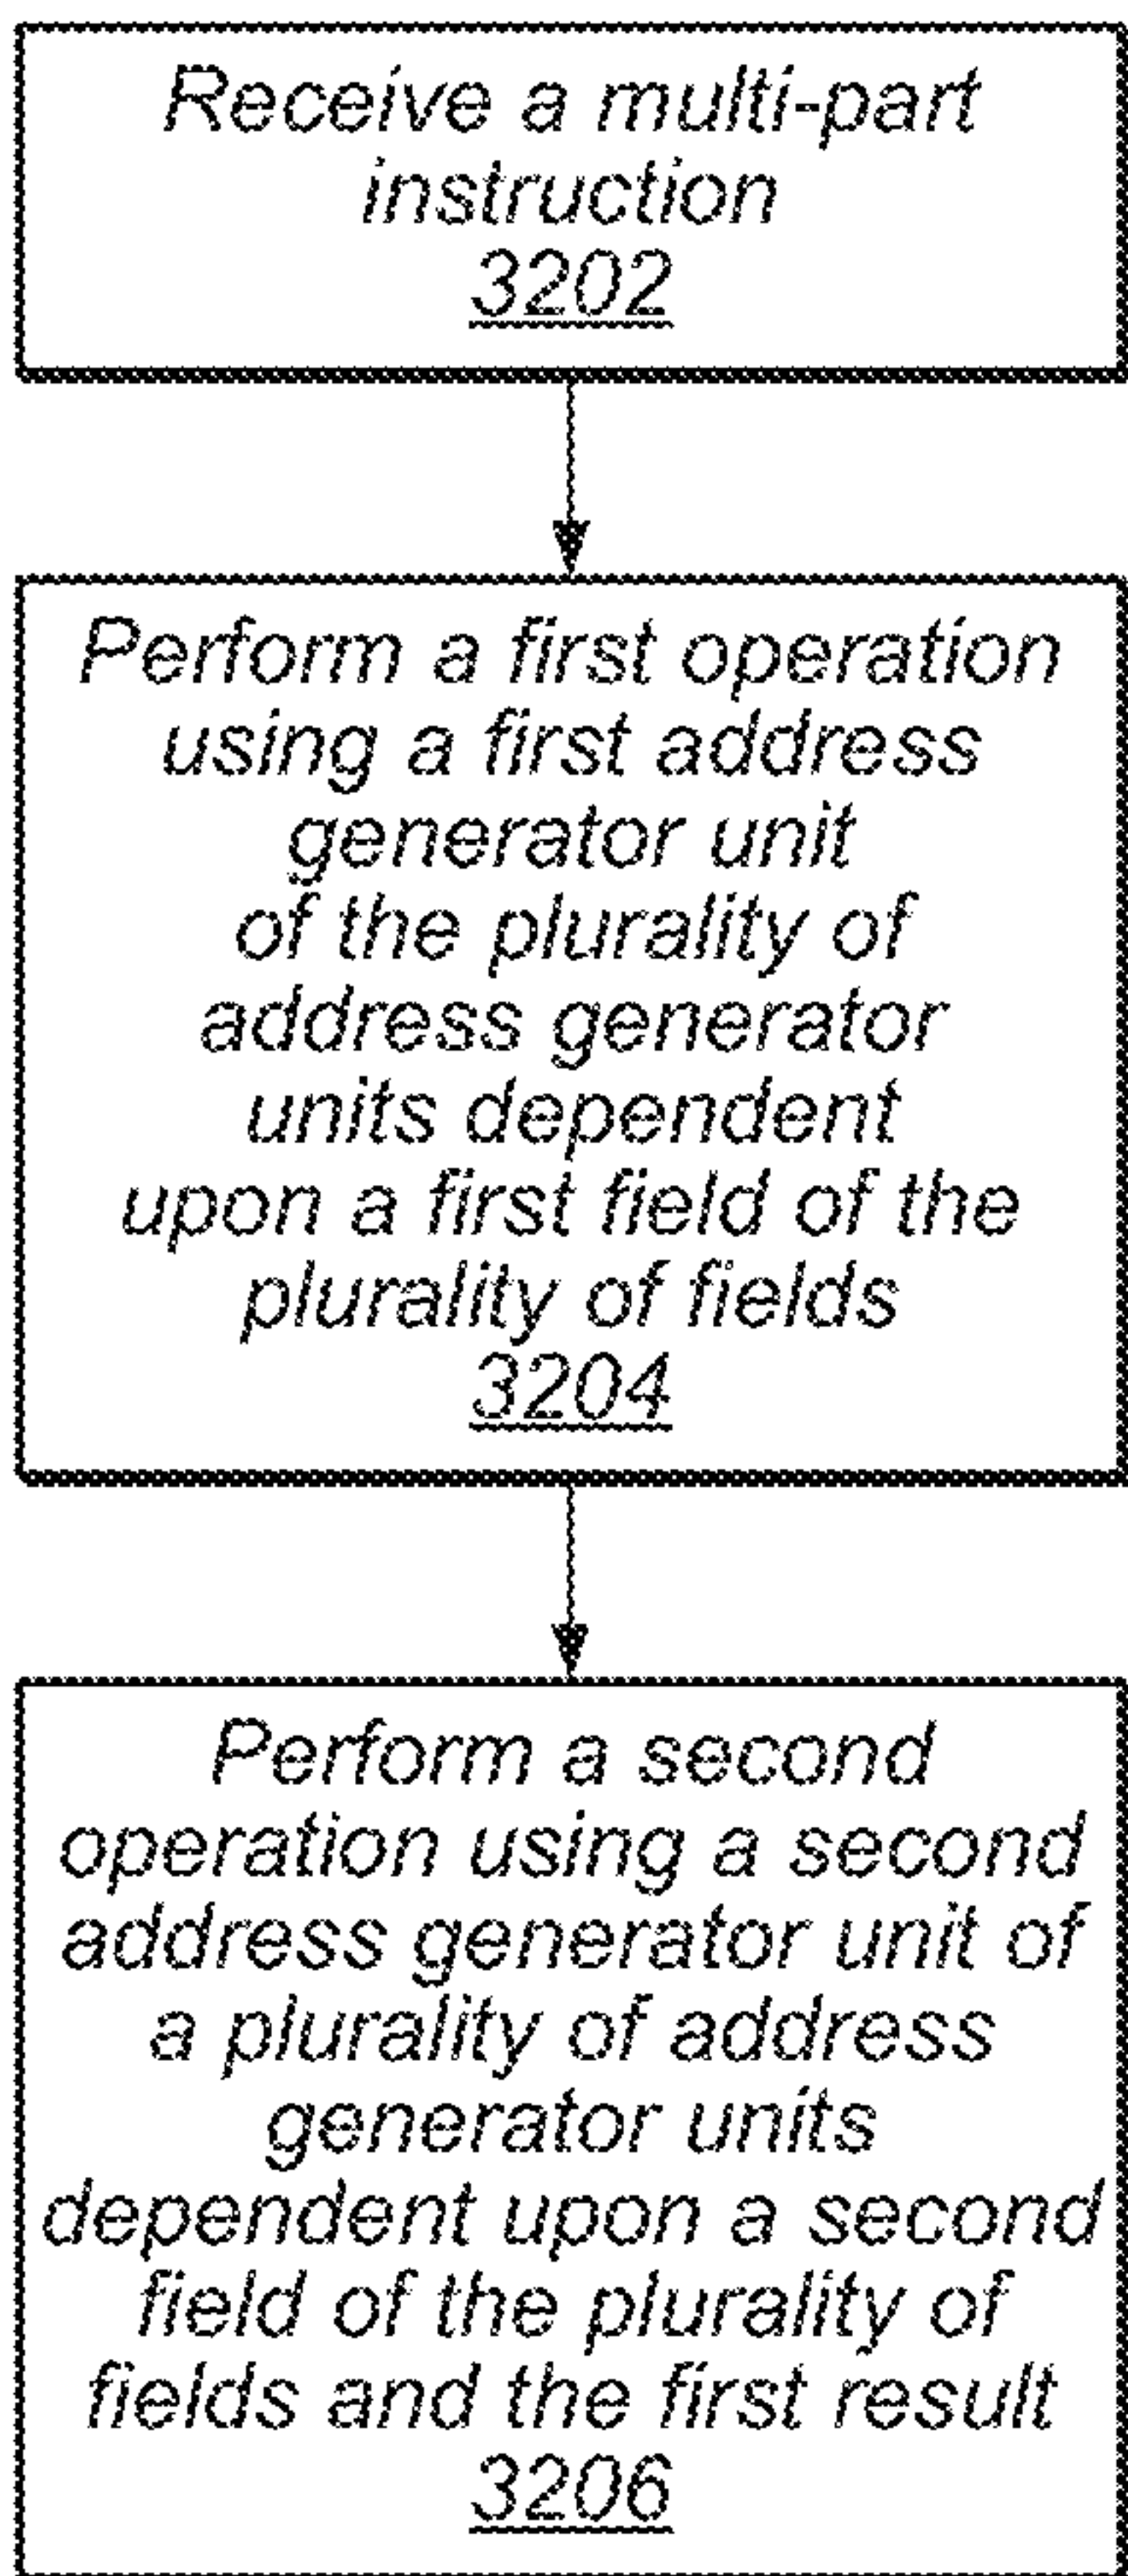 Receive a multi-part
instruction
3202
Perform a first operation
using a first address
generator unit
of the plurality of
address generator
units dependent
upon a first field of the
plurality of fields
3204
Perform a second
operation using a second
address generator unit of
a plurality of address
generator units
dependent upon a second
field of the plurality of
fields and the first result
3206